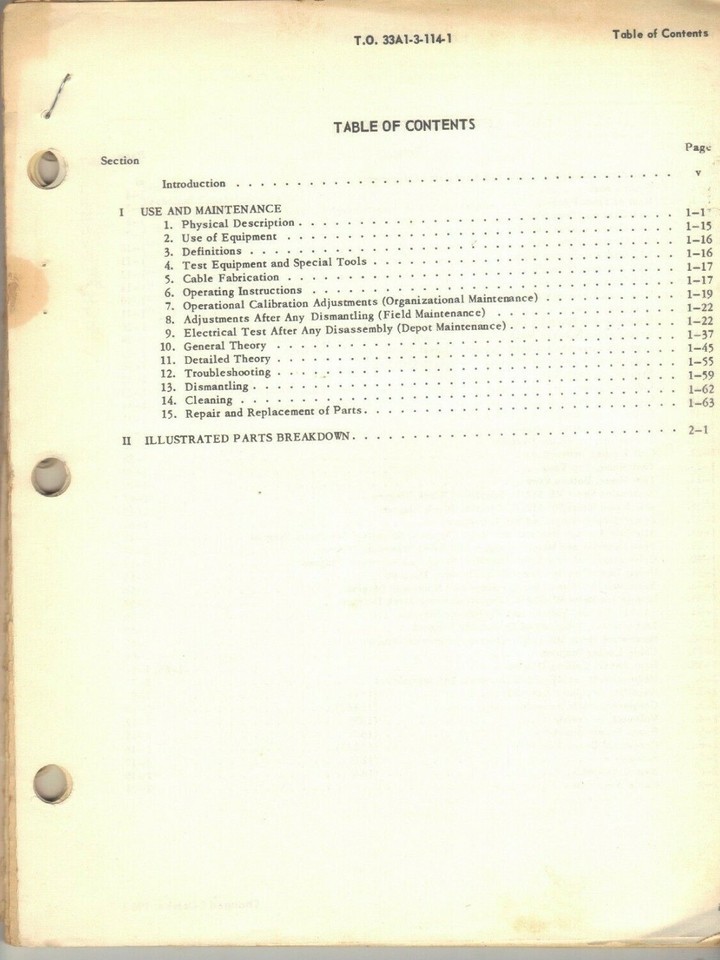 T.O. 33A1-3-114-1
Table of Contents
TABLE OF CONTENTS
Section Page
Introduction . . . . . . . . . . . . . . . . . . . . v
I USE AND MAINTENANCE
1. Physical Description . . . . . . . . . . . . . . . . 1-1
2. Use of Equipment . . . . . . . . . . . . . . . . 1-15
3. Definitions . . . . . . . . . . . . . . . . 1-16
4. Test Equipment and Special Tools . . . . . . . . . . . . 1-16
5. Cable Fabrication . . . . . . . . . . . . . . . . 1-17
6. Operating Instructions . . . . . . . . . . . . . . . . 1-17
7. Operational Calibration Adjustments (Organizational Maintenance) . . . . . . . . 1-19
8. Adjustments After Any Dismantling (Field Maintenance) . . . . . . . . . . 1-22
9. Electrical Test After Any Disassembly (Depot Maintenance) . . . . . . . . . . 1-22
10. General Theory . . . . . . . . . . . . . . . . 1-37
11. Detailed Theory . . . . . . . . . . . . . . . . 1-45
12. Troubleshooting . . . . . . . . . . . . . . . . 1-55
13. Dismantling . . . . . . . . . . . . . . . . 1-59
14. Cleaning . . . . . . . . . . . . . . . . 1-62
15. Repair and Replacement of Parts . . . . . . . . . . . . 1-63
II ILLUSTRATED PARTS BREAKDOWN . . . . . . . . . . . . . . . . 2-1